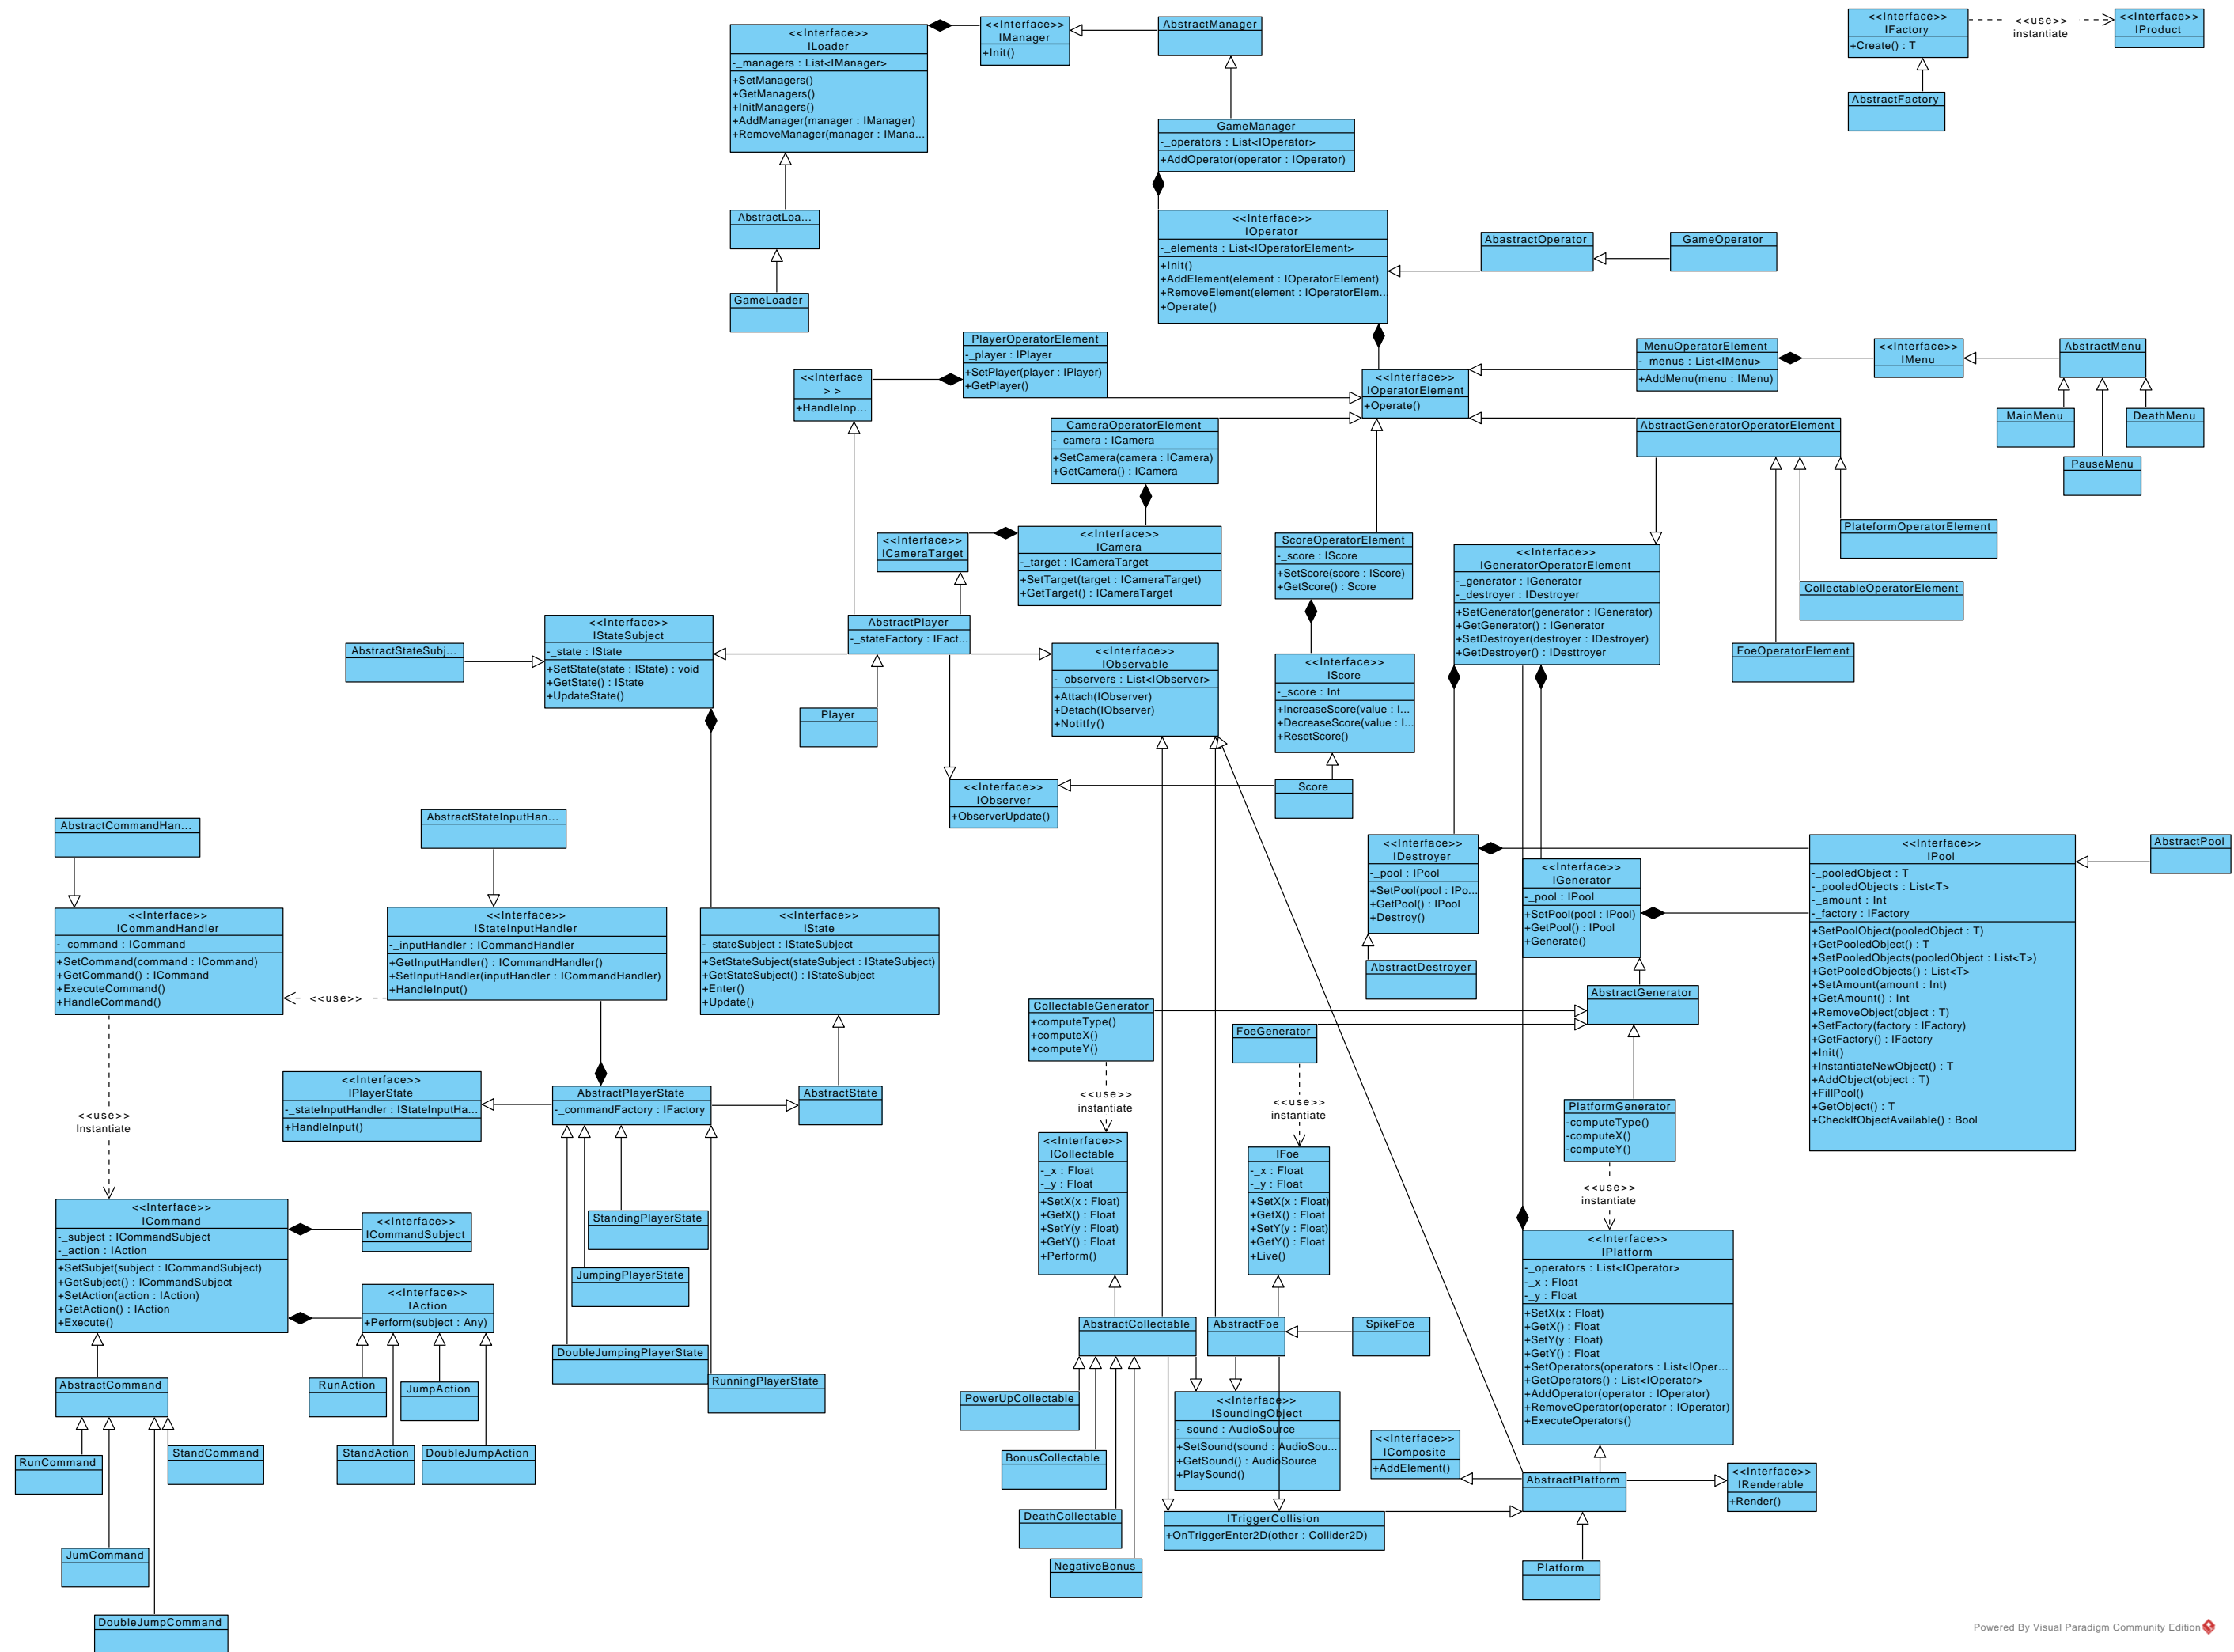 <<Interface>>
ILoader
-_managers : List<IManager>
+SetManagers()
+GetManagers()
+InitManagers()
+AddManager(manager : IManager)
+RemoveManager(manager : IMana...
<<Interface>>
IManager
+Init()
AbstractManager
<<Interface>>
IFactory
+Create() : T
<<use>>
instantiate
<<Interface>>
IProduct
AbstractFactory
GameManager
-_operators : List<IOperator>
+AddOperator(operator : IOperator)
AbstractLoa...
GameLoader
<<Interface>>
IOperator
-_elements : List<IOperatorElement>
+Init()
+AddElement(element : IOperatorElement)
+RemoveElement(element : IOperatorElem...
+Operate()
AbastractOperator
GameOperator
PlayerOperatorElement
-_player : IPlayer
+SetPlayer(player : IPlayer)
+GetPlayer()
<<Interface
> >
+HandleInp...
<<Interface>>
IOperatorElement
+Operate()
MenuOperatorElement
-_menus : List<IMenu>
+AddMenu(menu : IMenu)
<<Interface>>
IMenu
AbstractMenu
MainMenu
DeathMenu
PauseMenu
CameraOperatorElement
-_camera : ICamera
+SetCamera(camera : ICamera)
+GetCamera() : ICamera
AbstractGeneratorOperatorElement
<<Interface>>
ICameraTarget
<<Interface>>
ICamera
-_target : ICameraTarget
+SetTarget(target : ICameraTarget)
+GetTarget() : ICameraTarget
ScoreOperatorElement
-_score : IScore
+SetScore(score : IScore)
+GetScore() : Score
<<Interface>>
IGeneratorOperatorElement
-_generator : IGenerator
-_destroyer : IDestroyer
+SetGenerator(generator : IGenerator)
+GetGenerator() : IGenerator
+SetDestroyer(destroyer : IDestroyer)
+GetDestroyer() : IDesttroyer
PlateformOperatorElement
CollectableOperatorElement
FoeOperatorElement
AbstractStateSubj...
<<Interface>>
IStateSubject
-_state : IState
+SetState(state : IState) : void
+GetState() : IState
+UpdateState()
AbstractPlayer
-_stateFactory : IFact...
Player
<<Interface>>
IObservable
-_observers : List<IObserver>
+Attach(IObserver)
+Detach(IObserver)
+Notitfy()
<<Interface>>
IScore
-_score : Int
+IncreaseScore(value : I...
+DecreaseScore(value : I...
+ResetScore()
<<Interface>>
IObserver
+ObserverUpdate()
Score
AbstractCommandHan...
AbstractStateInputHan...
<<Interface>>
ICommandHandler
-_command : ICommand
+SetCommand(command : ICommand)
+GetCommand() : ICommand
+ExecuteCommand()
+HandleCommand()
<<use>>
<<Interface>>
IStateInputHandler
-_inputHandler : ICommandHandler
+GetInputHandler() : ICommandHandler()
+SetInputHandler(inputHandler : ICommandHandler)
+HandleInput()
<<Interface>>
IState
-_stateSubject : IStateSubject
+SetStateSubject(stateSubject : IStateSubject)
+GetStateSubject() : IStateSubject
+Enter()
+Update()
<<Interface>>
IDestroyer
-_pool : IPool
+SetPool(pool : IPo...
+GetPool() : IPool
+Destroy()
AbstractDestroyer
<<Interface>>
IGenerator
-_pool : IPool
+SetPool(pool : IPool)
+GetPool() : IPool
+Generate()
<<Interface>>
IPool
-_pooledObject : T
-_pooledObjects : List<T>
-_amount : Int
-_factory : IFactory
+SetPoolObject(pooledObject : T)
+GetPooledObject() : T
+SetPooledObjects(pooledObject : List<T>)
+GetPooledObjects() : List<T>
+SetAmount(amount : Int)
+GetAmount() : Int
+RemoveObject(object : T)
+SetFactory(factory : IFactory)
+GetFactory() : IFactory
+Init()
+InstantiateNewObject() : T
+AddObject(object : T)
+FillPool()
+GetObject() : T
+CheckIfObjectAvailable() : Bool
AbstractPool
AbstractGenerator
CollectableGenerator
+computeType()
+computeX()
+computeY()
FoeGenerator
PlatformGenerator
-computeType()
-computeX()
-computeY()
<<use>>
Instantiate
<<Interface>>
IPlayerState
-_stateInputHandler : IStateInputHa...
+HandleInput()
AbstractPlayerState
-_commandFactory : IFactory
AbstractState
<<use>>
instantiate
<<use>>
instantiate
<<use>>
instantiate
<<Interface>>
ICollectable
-_x : Float
-_y : Float
+SetX(x : Float)
+GetX() : Float
+SetY(y : Float)
+GetY() : Float
+Perform()
IFoe
-_x : Float
-_y : Float
+SetX(x : Float)
+GetX() : Float
+SetY(y : Float)
+GetY() : Float
+Live()
<<Interface>>
IPlatform
-_operators : List<IOperator>
-_x : Float
-_y : Float
+SetX(x : Float)
+GetX() : Float
+SetY(y : Float)
+GetY() : Float
+SetOperators(operators : List<IOper...
+GetOperators() : List<IOperator>
+AddOperator(operator : IOperator)
+RemoveOperator(operator : IOperator)
+ExecuteOperators()
<<Interface>>
ICommand
-_subject : ICommandSubject
-_action : IAction
+SetSubjet(subject : ICommandSubject)
+GetSubject() : ICommandSubject
+SetAction(action : IAction)
+GetAction() : IAction
+Execute()
<<Interface>>
ICommandSubject
<<Interface>>
IAction
+Perform(subject : Any)
StandingPlayerState
JumpingPlayerState
DoubleJumpingPlayerState
RunningPlayerState
AbstractCommand
RunAction
JumpAction
StandAction
DoubleJumpAction
RunCommand
StandCommand
JumCommand
DoubleJumpCommand
AbstractCollectable
AbstractFoe
SpikeFoe
PowerUpCollectable
BonusCollectable
DeathCollectable
NegativeBonus
<<Interface>>
ISoundingObject
-_sound : AudioSource
+SetSound(sound : AudioSou...
+GetSound() : AudioSource
+PlaySound()
ITriggerCollision
+OnTriggerEnter2D(other : Collider2D)
<<Interface>>
IComposite
+AddElement()
AbstractPlatform
<<Interface>>
IRenderable
+Render()
Platform
Powered By Visual Paradigm Community Edition